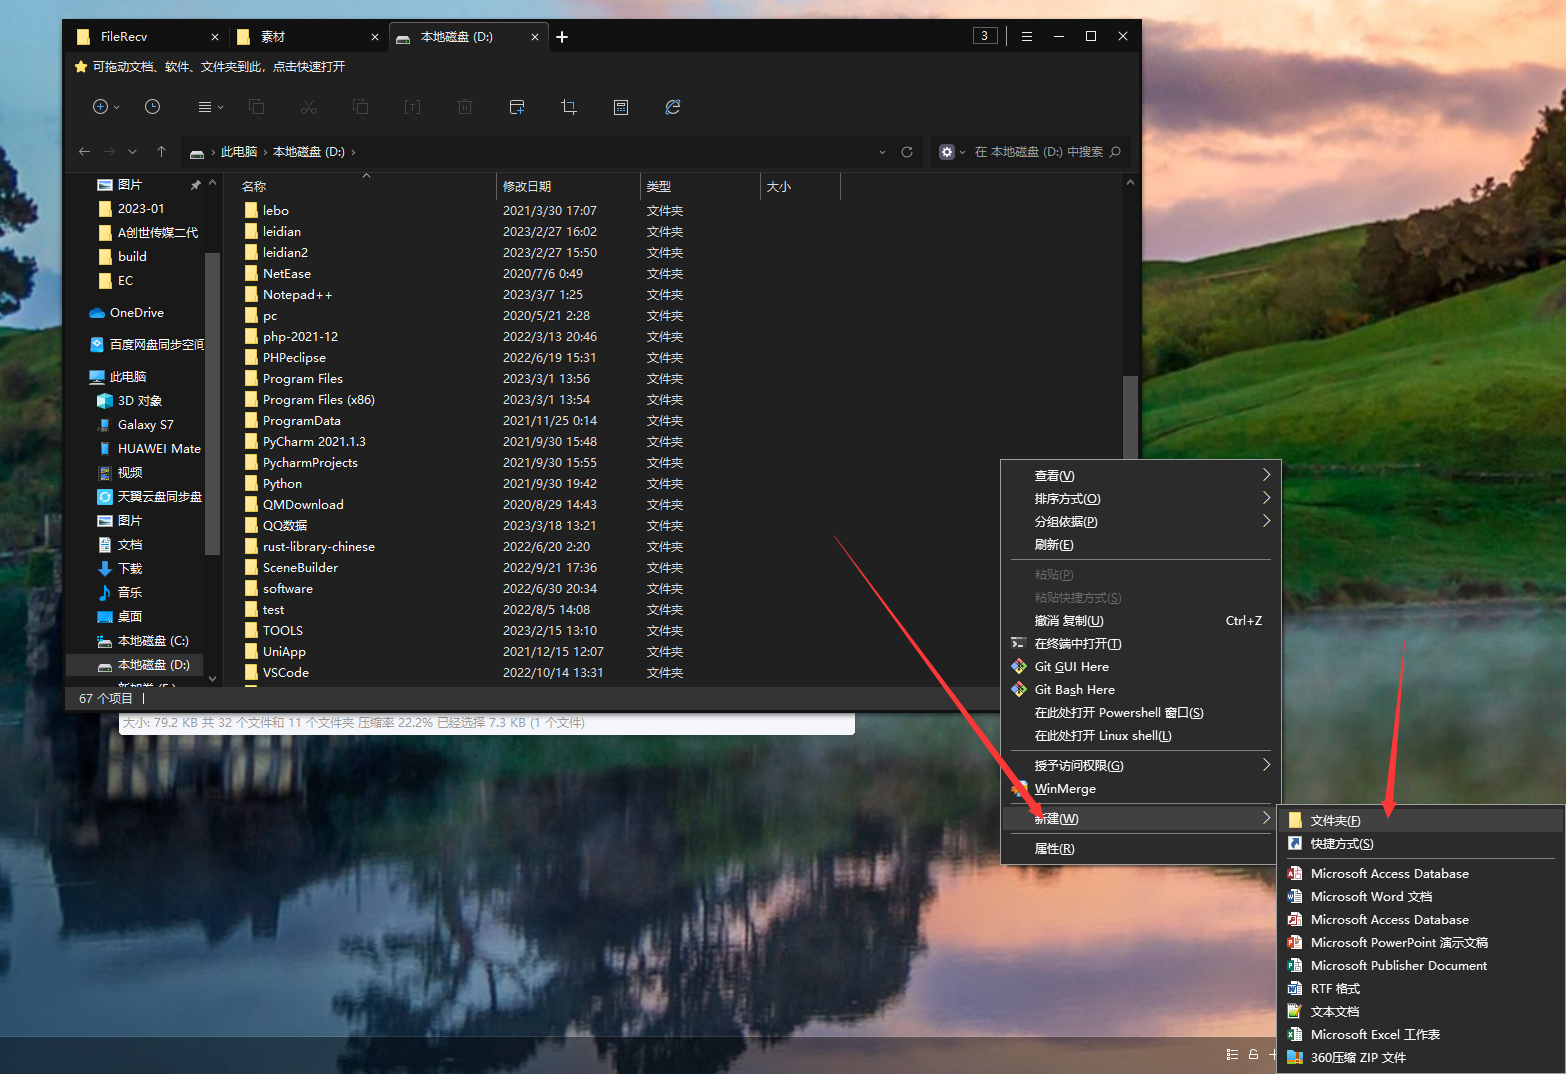 FileRecv
素材
本地磁盘 (D:)
3
可拖动文档、软件、文件夹到此，点击快速打开
此电脑 › 本地磁盘 (D:) ›
在 本地磁盘 (D:) 中搜索
图片
2023-01
A创世传媒二代
build
EC
OneDrive
百度网盘同步空间
此电脑
3D 对象
Galaxy S7
HUAWEI Mate
视频
天翼云盘同步盘
图片
文档
下载
音乐
桌面
本地磁盘 (C:)
本地磁盘 (D:)
名称 修改日期 类型 大小
lebo 2021/3/30 17:07 文件夹
leidian 2023/2/27 16:02 文件夹
leidian2 2023/2/27 15:50 文件夹
NetEase 2020/7/6 0:49 文件夹
Notepad++ 2023/3/7 1:25 文件夹
pc 2020/5/21 2:28 文件夹
php-2021-12 2022/3/13 20:46 文件夹
PHPeclipse 2022/6/19 15:31 文件夹
Program Files 2023/3/1 13:56 文件夹
Program Files (x86) 2023/3/1 13:54 文件夹
ProgramData 2021/11/25 0:14 文件夹
PyCharm 2021.1.3 2021/9/30 15:48 文件夹
PycharmProjects 2021/9/30 15:55 文件夹
Python 2021/9/30 19:42 文件夹
QMDownload 2020/8/29 14:43 文件夹
QQ数据 2023/3/18 13:21 文件夹
rust-library-chinese 2022/6/20 2:20 文件夹
SceneBuilder 2022/9/21 17:36 文件夹
software 2022/6/30 20:34 文件夹
test 2022/8/5 14:08 文件夹
TOOLS 2023/2/15 13:10 文件夹
UniApp 2021/12/15 12:07 文件夹
VSCode 2022/10/14 13:31 文件夹
67 个项目
大小: 79.2 KB 共 32 个文件和 11 个文件夹 压缩率 22.2% 已经选择 7.3 KB (1 个文件)
查看(V)
排序方式(O)
分组依据(P)
刷新(E)
粘贴(P)
粘贴快捷方式(S)
撤消 复制(U) Ctrl+Z
在终端中打开(T)
Git GUI Here
Git Bash Here
在此处打开 Powershell 窗口(S)
在此处打开 Linux shell(L)
授予访问权限(G)
WinMerge
新建(W)
属性(R)
文件夹(F)
快捷方式(S)
Microsoft Access Database
Microsoft Word 文档
Microsoft Access Database
Microsoft PowerPoint 演示文稿
Microsoft Publisher Document
RTF 格式
文本文档
Microsoft Excel 工作表
360压缩 ZIP 文件